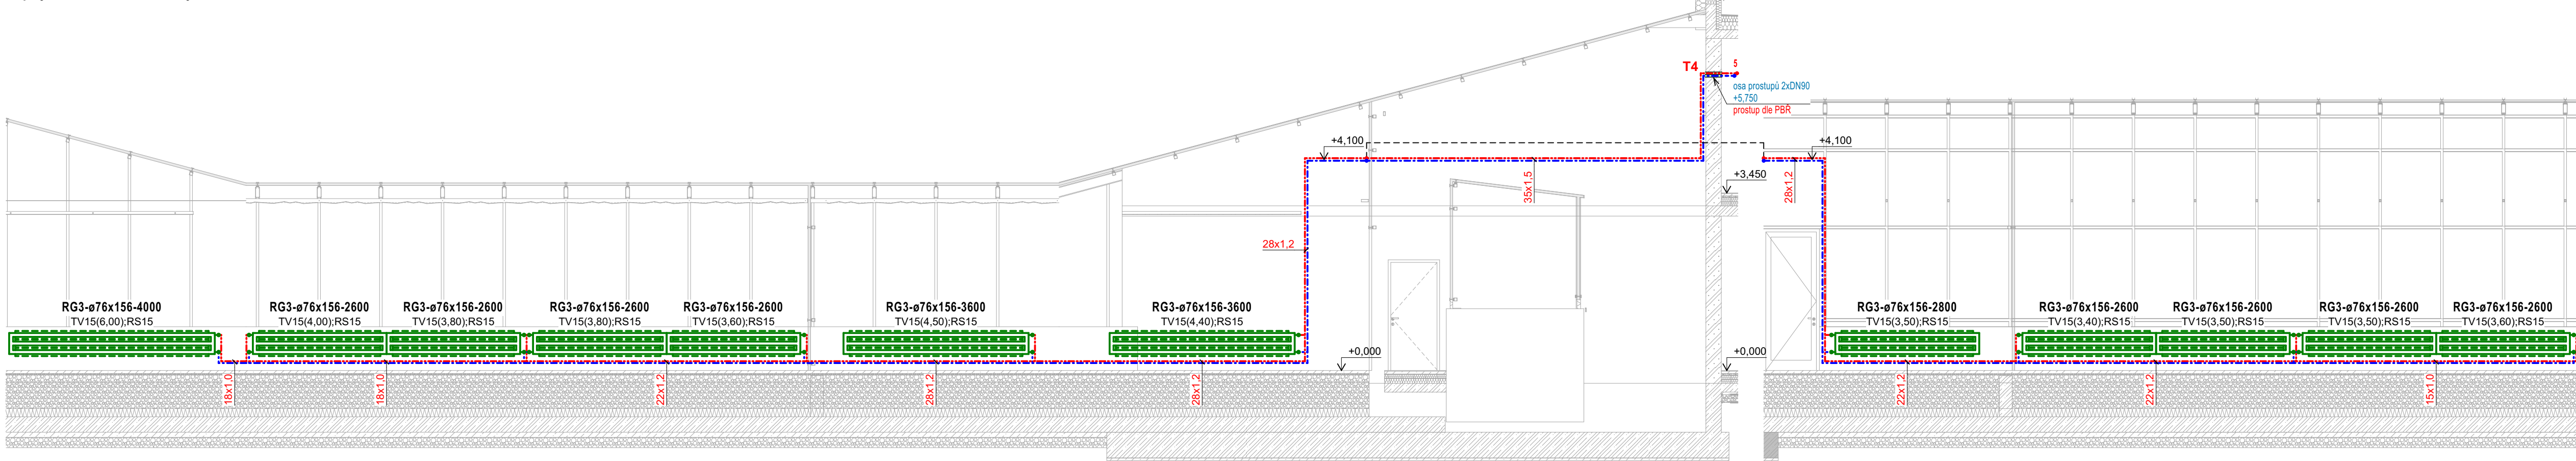 T4
5
osa prostupů 2xDN90
+5,750
prostup dle PBŘ
+4,100
+4,100
+3,450
35x1,5
28x1,2
28x1,2
RG3-ø76x156-4000
TV15(6,00);RS15
RG3-ø76x156-2600
TV15(4,00);RS15
RG3-ø76x156-2600
TV15(3,80);RS15
RG3-ø76x156-2600
TV15(3,80);RS15
RG3-ø76x156-2600
TV15(3,60);RS15
RG3-ø76x156-3600
TV15(4,50);RS15
RG3-ø76x156-3600
TV15(4,40);RS15
RG3-ø76x156-2800
TV15(3,50);RS15
RG3-ø76x156-2600
TV15(3,40);RS15
RG3-ø76x156-2600
TV15(3,50);RS15
RG3-ø76x156-2600
TV15(3,50);RS15
RG3-ø76x156-2600
TV15(3,60);RS15
+0,000
+0,000
18x1,0
18x1,0
22x1,2
28x1,2
28x1,2
22x1,2
22x1,2
15x1,0